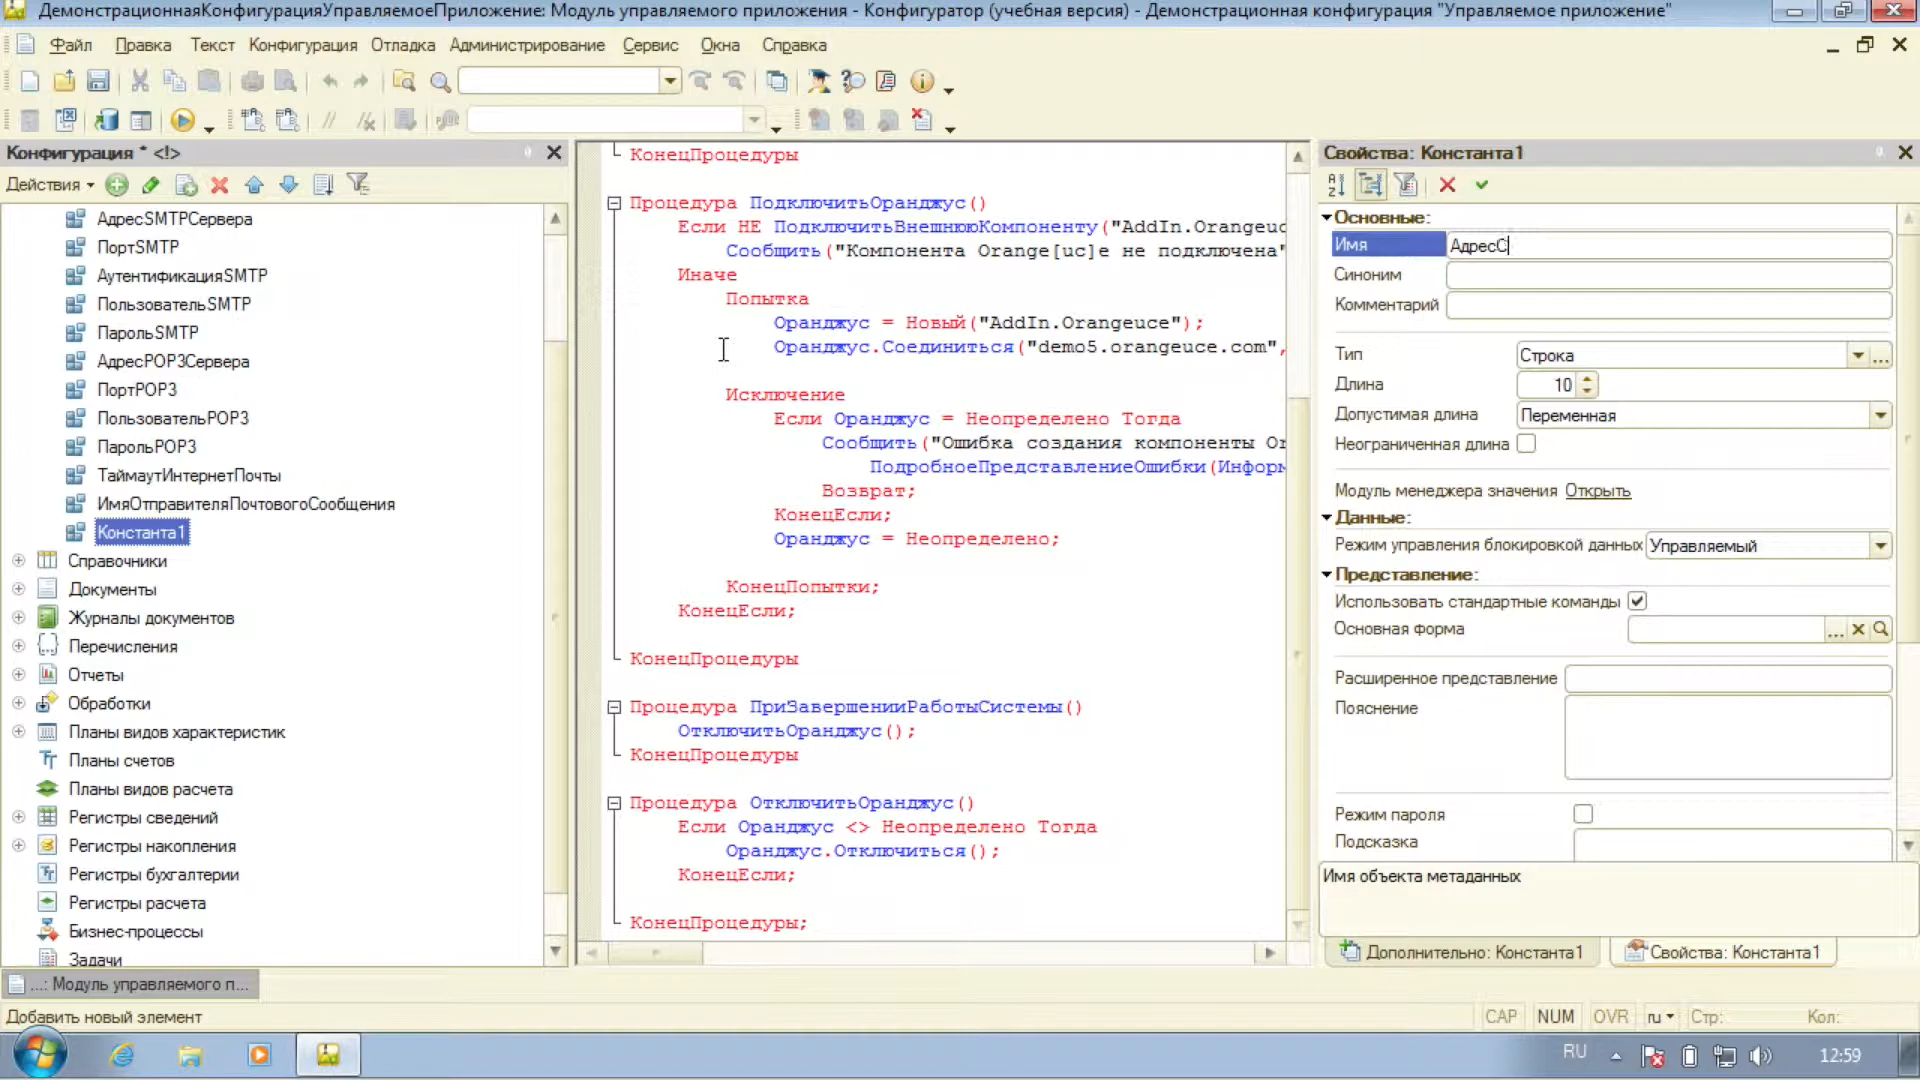 ДемонстрационнаяКонфигурацияУправляемоеПриложение: Модуль управляемого приложения - Конфигуратор (учебная версия) - Демонстрационная конфигурация "Управляемое приложение"
Файл Правка Текст Конфигурация Отладка Администрирование Сервис Окна Справка
Конфигурация * <!>
Действия
АдресSMTPСервера
ПортSMTP
АутентификацияSMTP
ПользовательSMTP
ПарольSMTP
АдресPOP3Сервера
ПортPOP3
ПользовательPOP3
ПарольPOP3
ТаймаутИнтернетПочты
ИмяОтправителяПочтовогоСообщения
Константа1
Справочники
Документы
Журналы документов
Перечисления
Отчеты
Обработки
Планы видов характеристик
Планы счетов
Планы видов расчета
Регистры сведений
Регистры накопления
Регистры бухгалтерии
Регистры расчета
Бизнес-процессы
Задачи
КонецПроцедуры
Процедура ПодключитьОранджус()
Если НЕ ПодключитьВнешнююКомпоненту("AddIn.Orangeuc
Сообщить("Компонента Orange[uc]e не подключена"
Иначе
Попытка
Оранджус = Новый("AddIn.Orangeuce");
Оранджус.Соединиться("demo5.orangeuce.com",
Исключение
Если Оранджус = Неопределено Тогда
Сообщить("Ошибка создания компоненты Or
ПодробноеПредставлениеОшибки(Информ
Возврат;
КонецЕсли;
Оранджус = Неопределено;
КонецПопытки;
КонецЕсли;
КонецПроцедуры
Процедура ПриЗавершенииРаботыСистемы()
ОтключитьОранджус();
КонецПроцедуры
Процедура ОтключитьОранджус()
Если Оранджус <> Неопределено Тогда
Оранджус.Отключиться();
КонецЕсли;
КонецПроцедуры;
Свойства: Константа1
Основные:
Имя АдресС
Синоним
Комментарий
Тип Строка
Длина 10
Допустимая длина Переменная
Неограниченная длина
Модуль менеджера значения Открыть
Данные:
Режим управления блокировкой данных Управляемый
Представление:
Использовать стандартные команды
Основная форма
Расширенное представление
Пояснение
Режим пароля
Подсказка
Имя объекта метаданных
Дополнительно: Константа1 Свойства: Константа1
...: Модуль управляемого п...
Добавить новый элемент CAP NUM OVR ru Стр: Кол:
RU 12:59